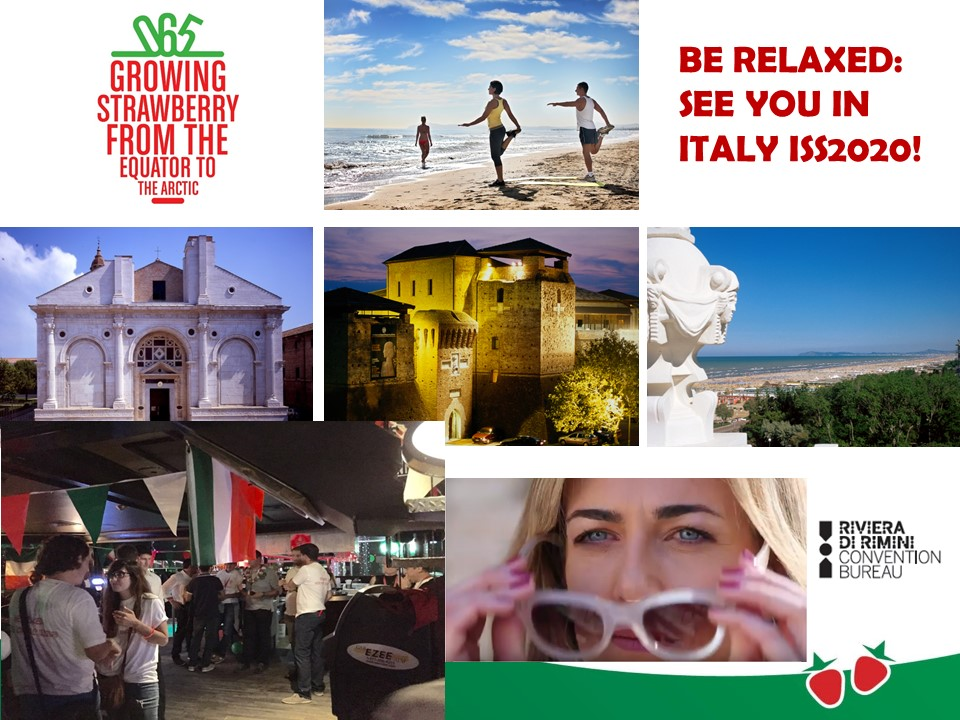 065
GROWING
STRAWBERRY
FROM THE
EQUATOR TO
THE ARCTIC
BE RELAXED:
SEE YOU IN
ITALY ISS2020!
EZEE
RIVIERA
DI RIMINI
CONVENTION
BUREAU